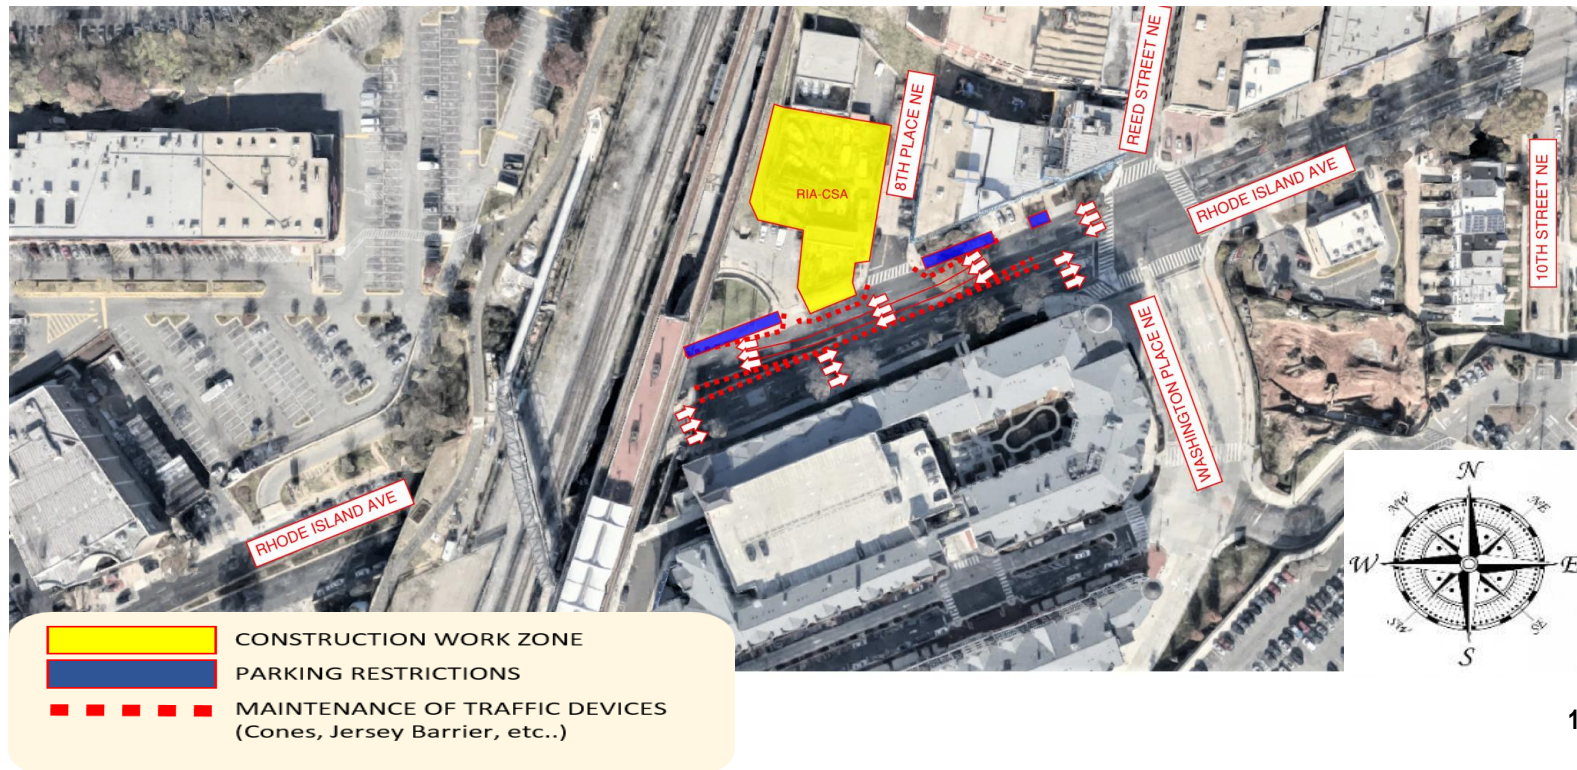 8TH PLACE NE
REED STREET NE
RIA-CSA
RHODE ISLAND AVE
10TH STREET NE
WASHINGTON PLACE NE
RHODE ISLAND AVE
N
NW
NE
W
E
SW
SE
S
CONSTRUCTION WORK ZONE
PARKING RESTRICTIONS
MAINTENANCE OF TRAFFIC DEVICES
(Cones, Jersey Barrier, etc..)
1